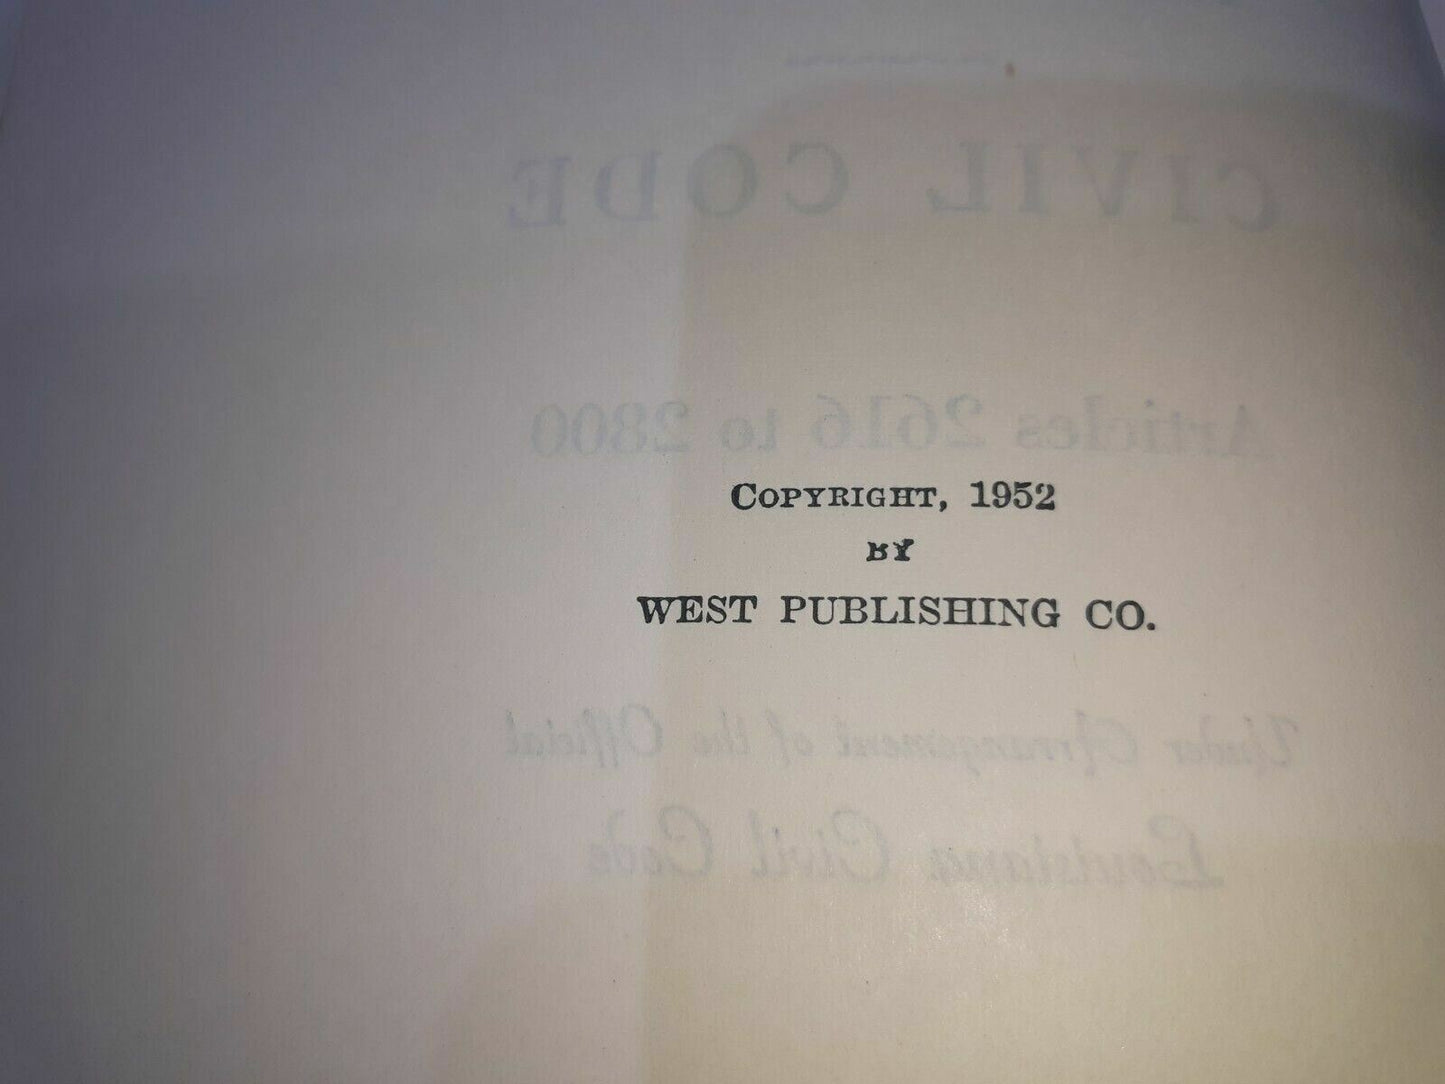 CIVIL CODE
Articles 2616 to 2800
COPYRIGHT, 1952
BY
WEST PUBLISHING CO.
Under Arrangement of the Official
Louisiana Civil Code